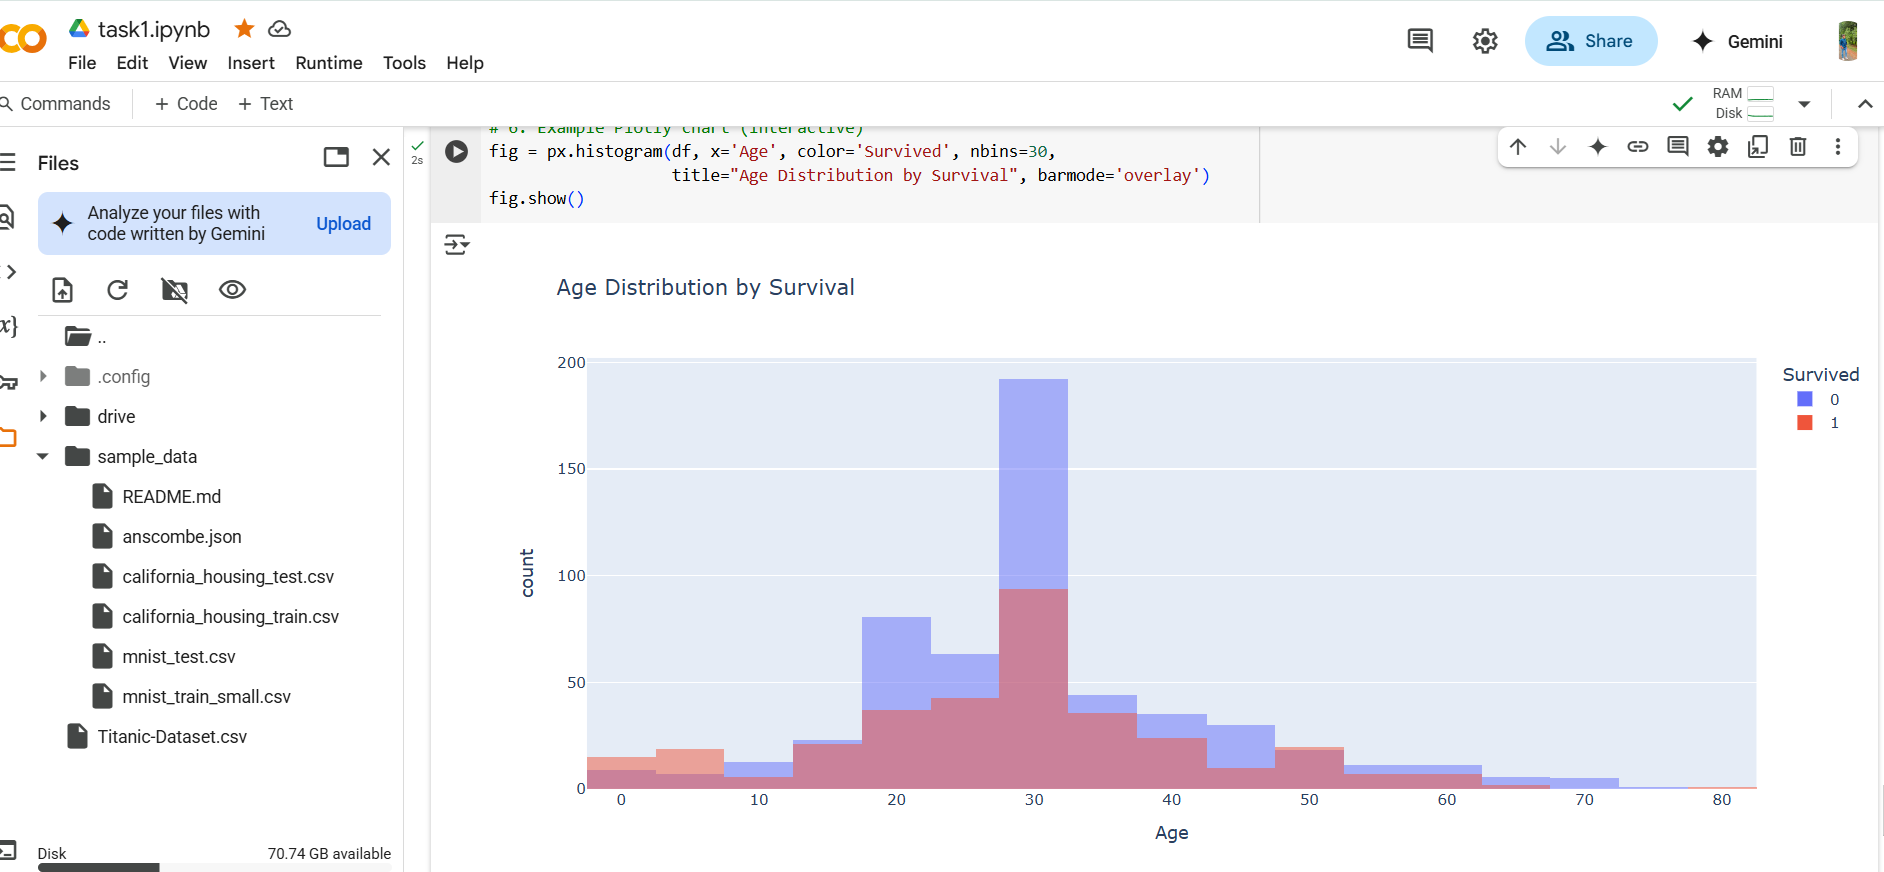 task1.ipynb
File Edit View Insert Runtime Tools Help
Share
Gemini
Commands
+ Code + Text
RAM
Disk
Files
Analyze your files with
code written by Gemini
Upload
..
.config
drive
sample_data
README.md
anscombe.json
california_housing_test.csv
california_housing_train.csv
mnist_test.csv
mnist_train_small.csv
Titanic-Dataset.csv
Disk
70.74 GB available
2s
# 6. Example Plotly chart (interactive)
fig = px.histogram(df, x='Age', color='Survived', nbins=30,
title="Age Distribution by Survival", barmode='overlay')
fig.show()
Age Distribution by Survival
200
150
100
50
0
count
0 10 20 30 40 50 60 70 80
Age
Survived
0
1